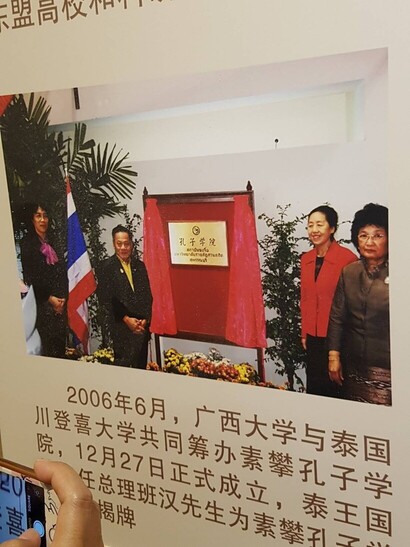 东盟高校和科
孔子学院
2006年6月，广西大学与泰国
川登喜大学共同筹办素攀孔子学
院，12月27日正式成立，泰王国
任总理班汉先生为素攀孔子学
揭牌